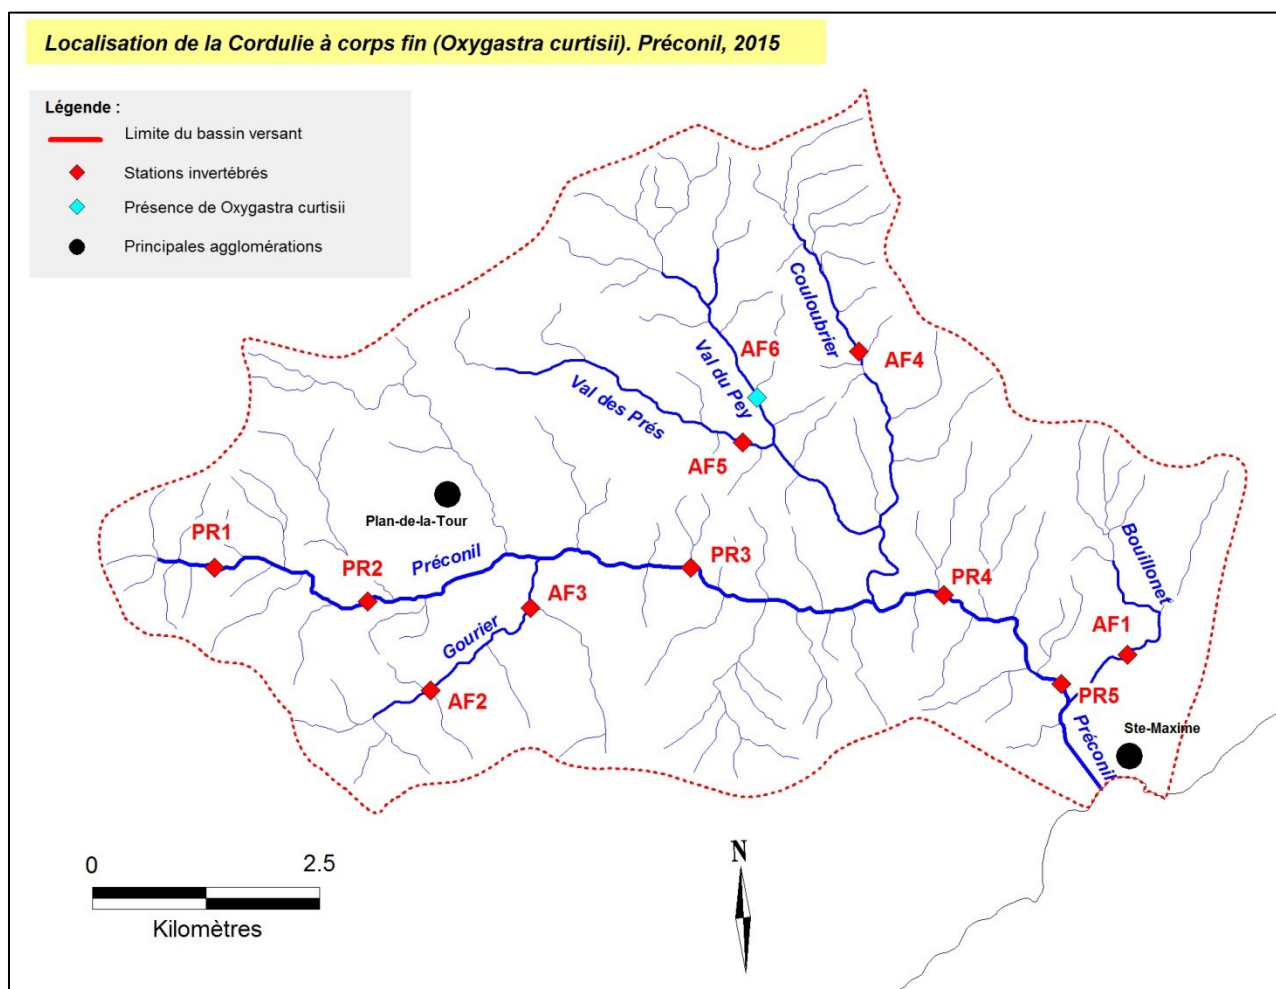 Localisation de la Cordulie à corps fin (Oxygastra curtisii). Préconil, 2015
Légende :
Limite du bassin versant
Stations invertébrés
Présence de Oxygastra curtisii
Principales agglomérations
Couloubrier
AF6
Val du Pey
AF4
Val des Prés
AF5
Plan-de-la-Tour
PR1
PR2
Préconil
PR3
Bouillonet
PR4
AF3
Gourier
AF1
AF2
PR5
Préconil
Ste-Maxime
0
2.5
Kilomètres
N